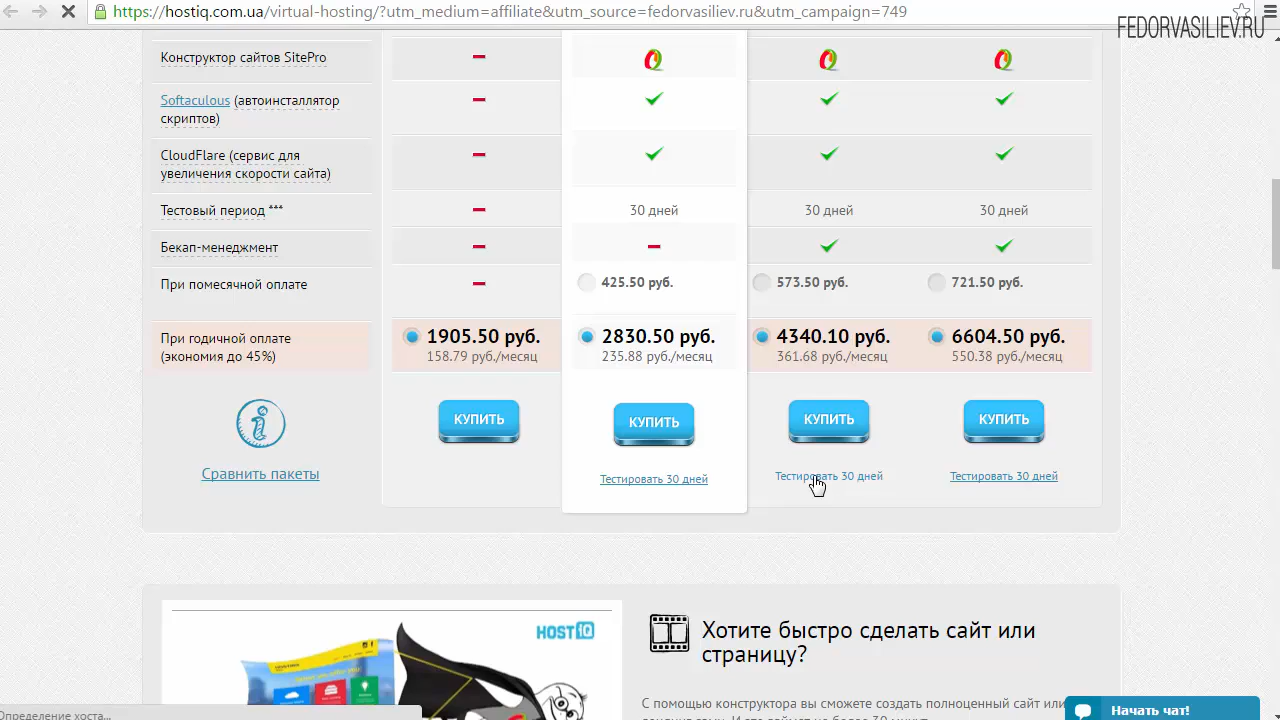 https://hostiq.com.ua/virtual-hosting/?utm_medium=affiliate&utm_source=fedorvasiliev.ru&utm_campaign=749
FEDORVASILIEV.RU
Конструктор сайтов SitePro
Softaculous (автоинсталлятор
скриптов)
CloudFlare (сервис для
увеличения скорости сайта)
Тестовый период *** 30 дней 30 дней 30 дней
Бекап-менеджмент
При помесячной оплате 425.50 руб. 573.50 руб. 721.50 руб.
При годичной оплате 1905.50 руб. 2830.50 руб. 4340.10 руб. 6604.50 руб.
(экономия до 45%) 158.79 руб./месяц 235.88 руб./месяц 361.68 руб./месяц 550.38 руб./месяц
КУПИТЬ КУПИТЬ КУПИТЬ КУПИТЬ
Сравнить пакеты Тестировать 30 дней Тестировать 30 дней Тестировать 30 дней
HOST iQ
Хотите быстро сделать сайт или
страницу?
С помощью конструктора вы сможете создать полноценный сайт или
Определение хоста...
Начать чат!